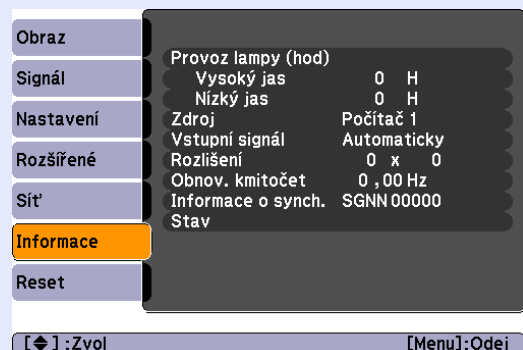 Obraz
Signál
Nastavení
Rozšířené
Síť
Informace
Reset
Provoz lampy (hod)
Vysoký jas 0 H
Nízký jas 0 H
Zdroj Počítač 1
Vstupní signál Automaticky
Rozlišení 0 x 0
Obnov. kmitočet 0 ,00 Hz
Informace o synch. SGNN 00000
Stav
[◆] :Zvol [Menu]:Odej